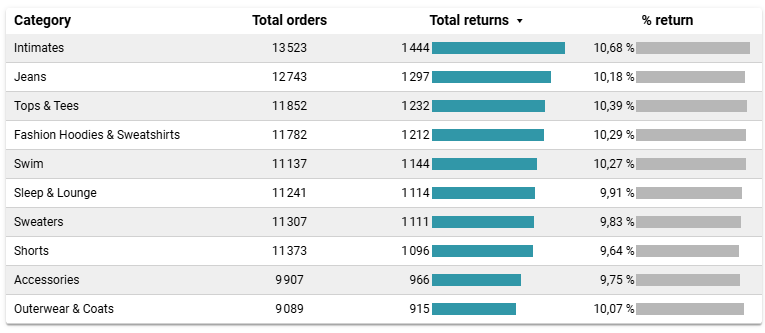 Category Total orders Total returns % return
Intimates 13 523 1 444 10,68 %
Jeans 12 743 1 297 10,18 %
Tops & Tees 11 852 1 232 10,39 %
Fashion Hoodies & Sweatshirts 11 782 1 212 10,29 %
Swim 11 137 1 144 10,27 %
Sleep & Lounge 11 241 1 114 9,91 %
Sweaters 11 307 1 111 9,83 %
Shorts 11 373 1 096 9,64 %
Accessories 9 907 966 9,75 %
Outerwear & Coats 9 089 915 10,07 %